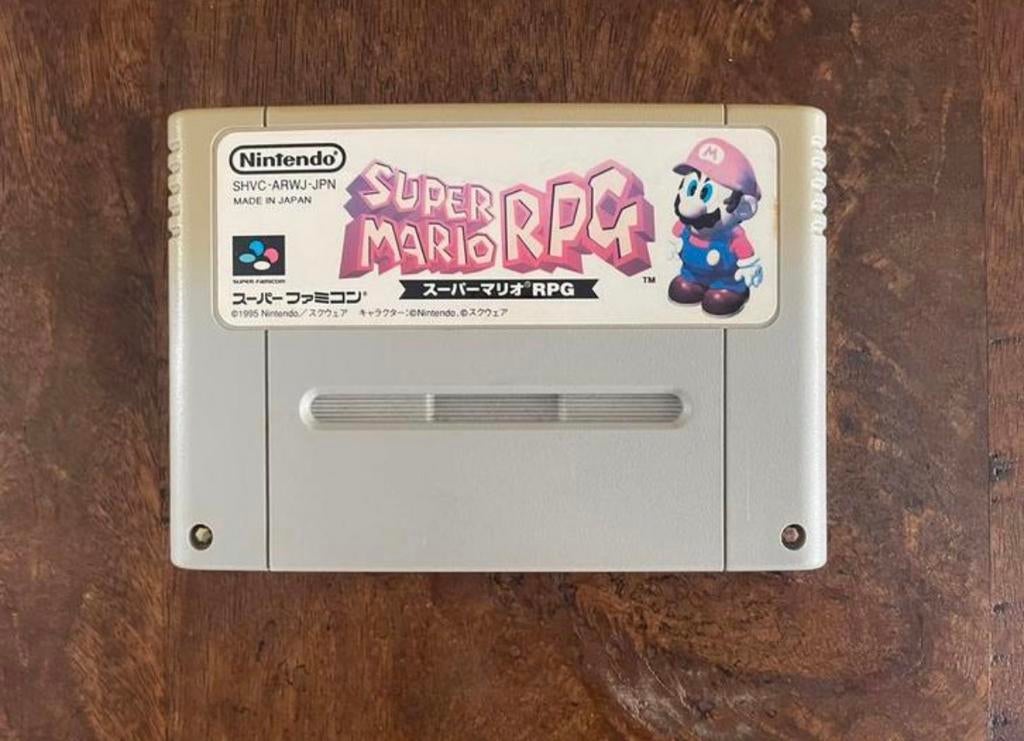 Nintendo®
SHVC-ARWJ-JPN
MADE IN JAPAN
SUPER FAMICOM
スーパーファミコン®
©1995 Nintendo/スクウェア キャラクター:©Nintendo,©スクウェア
SUPER
MARIO RPG
TM
スーパーマリオ®RPG
M